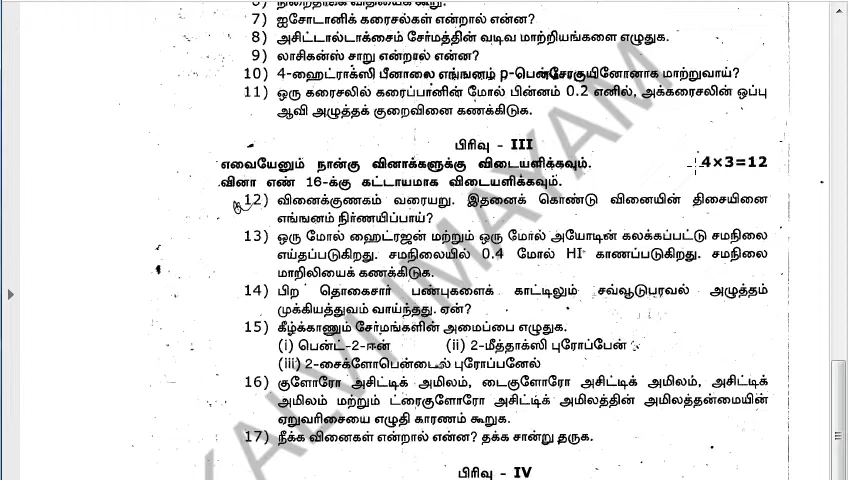 7) ஐசோடானிக் கரைசல்கள் என்றால் என்ன?
8) அசிட்டால்டாக்சைம் சேர்மத்தின் வடிவ மாற்றியங்களை எழுதுக.
9) லாசிகன்ஸ் சாறு என்றால் என்ன?
10) 4-ஹைட்ராக்ஸி பீனாலை எங்ஙனம் p-பென்சோகுயினோனாக மாற்றுவாய்?
11) ஒரு கரைசலில் கரைப்பானின் மோல் பின்னம் 0.2 எனில், அக்கரைசலின் ஒப்பு
ஆவி அழுத்தக் குறைவினை கணக்கிடுக.
பிரிவு - III
எவையேனும் நான்கு வினாக்களுக்கு விடையளிக்கவும். 4×3=12
வினா எண் 16-க்கு கட்டாயமாக விடையளிக்கவும்.
12) வினைக்குணகம் வரையறு. இதனைக் கொண்டு வினையின் திசையினை
எங்ஙனம் நிர்ணயிப்பாய்?
13) ஒரு மோல் ஹைட்ரஜன் மற்றும் ஒரு மோல் அயோடின் கலக்கப்பட்டு சமநிலை
எய்தப்படுகிறது. சமநிலையில் 0.4 மோல் HI காணப்படுகிறது. சமநிலை
மாறிலியைக் கணக்கிடுக.
14) பிற தொகைசார் பண்புகளைக் காட்டிலும் சவ்வூடுபரவல் அழுத்தம்
முக்கியத்துவம் வாய்ந்தது. ஏன்?
15) கீழ்க்காணும் சேர்மங்களின் அமைப்பை எழுதுக.
(i) பென்ட்-2-ஈன் (ii) 2-மீத்தாக்ஸி புரோப்பேன்
(iii) 2-சைக்ளோபென்டைல் புரோப்பனேல்
16) குளோரோ அசிட்டிக் அமிலம், டைகுளோரோ அசிட்டிக் அமிலம், அசிட்டிக்
அமிலம் மற்றும் ட்ரைகுளோரோ அசிட்டிக் அமிலத்தின் அமிலத்தன்மையின்
ஏறுவரிசையை எழுதி காரணம் கூறுக.
17) நீக்க வினைகள் என்றால் என்ன? தக்க சான்று தருக.
பிரிவு - IV
KALVI IMAYAM